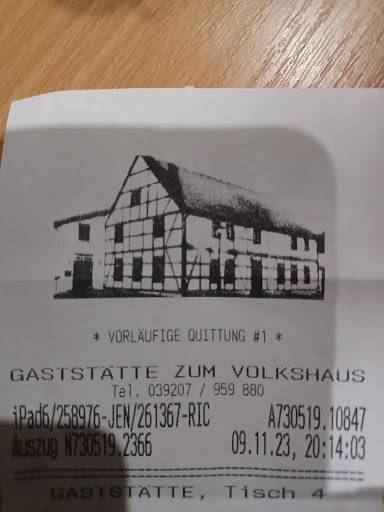 * VORLÄUFIGE QUITTUNG #1 *
GASTSTÄTTE ZUM VOLKSHAUS
Tel. 039207 / 959 880
iPad6/258976-JEN/261367-RIC A730519.10847
Auszug N730519.2366 09.11.23, 20:14:03
GASTSTÄTTE, Tisch 4